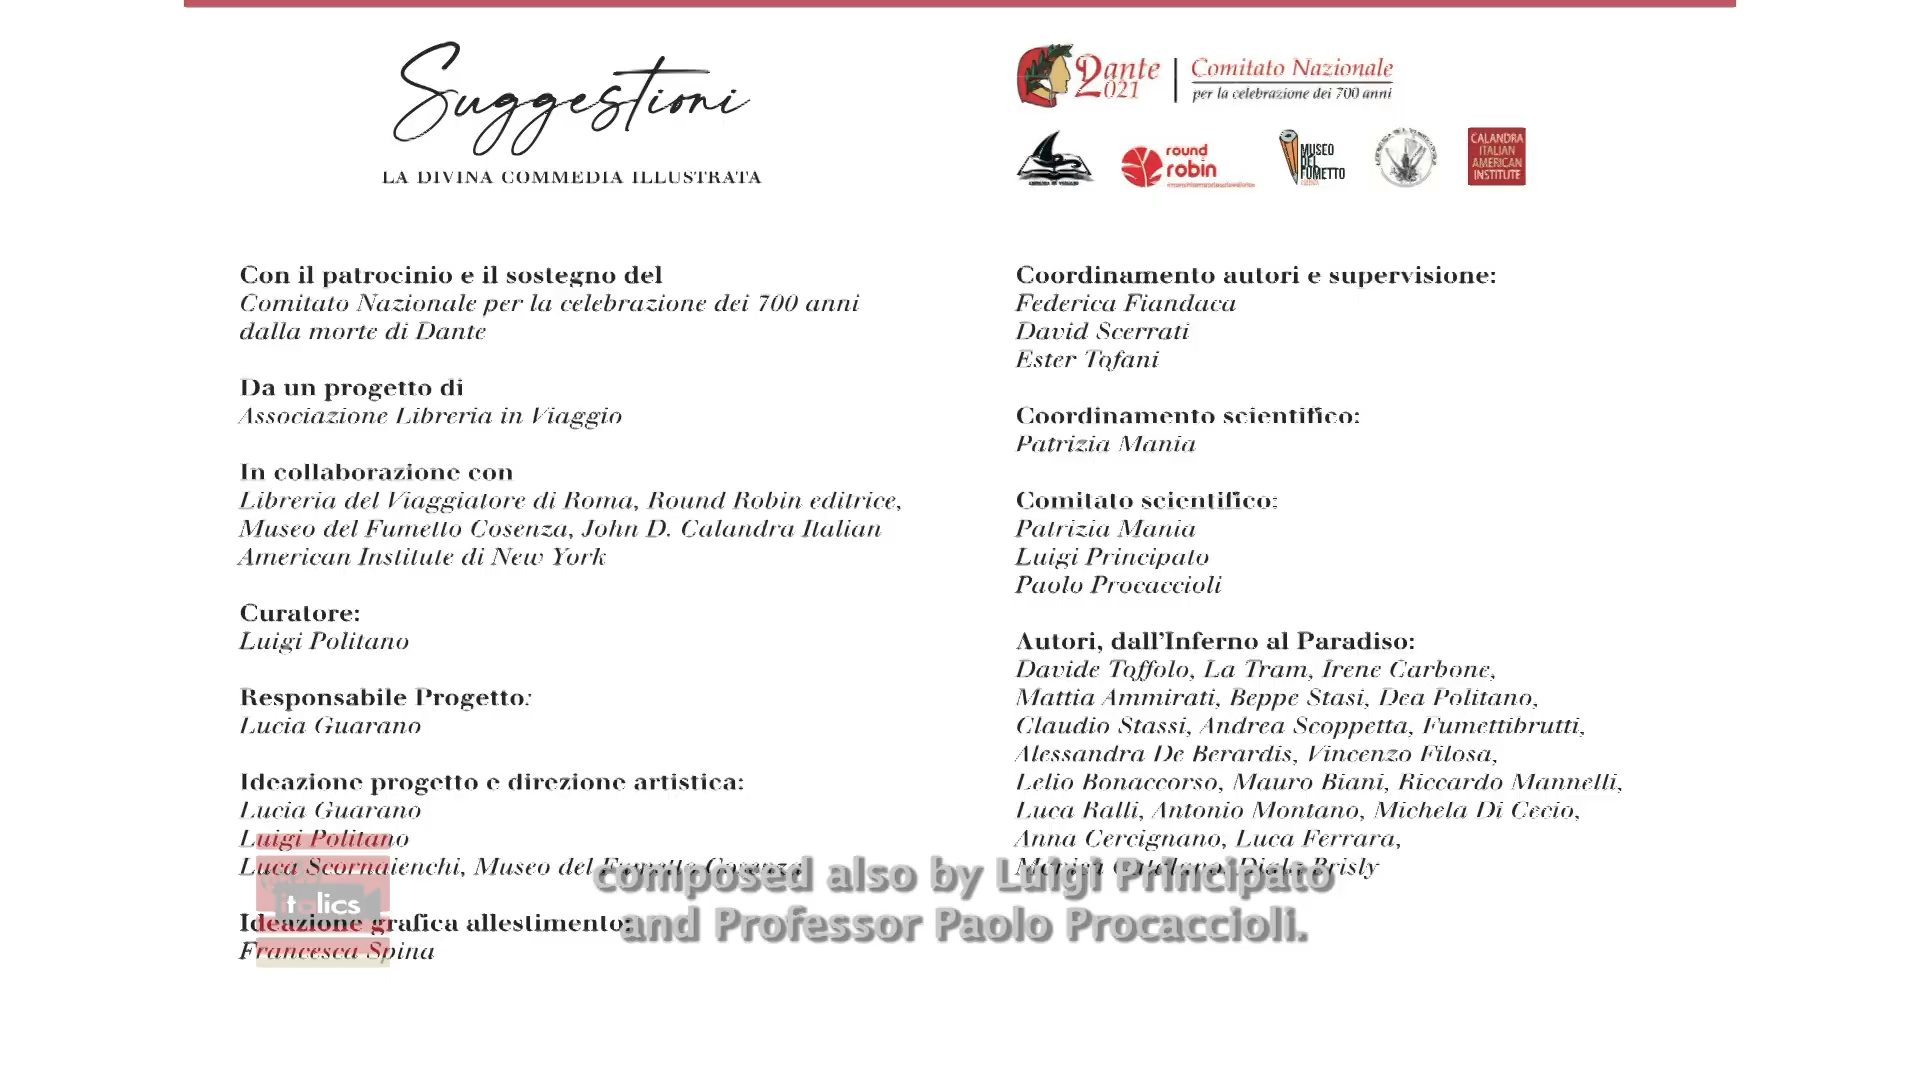 Suggestioni
LA DIVINA COMMEDIA ILLUSTRATA
Dante 2021
Comitato Nazionale
per la celebrazione dei 700 anni
round
robin
MUSEO
DEL
FUMETTO
CALANDRA
ITALIAN
AMERICAN
INSTITUTE
Con il patrocinio e il sostegno del
Comitato Nazionale per la celebrazione dei 700 anni
dalla morte di Dante
Da un progetto di
Associazione Libreria in Viaggio
In collaborazione con
Libreria del Viaggiatore di Roma, Round Robin editrice,
Museo del Fumetto Cosenza, John D. Calandra Italian
American Institute di New York
Curatore:
Luigi Politano
Responsabile Progetto:
Lucia Guarano
Ideazione progetto e direzione artistica:
Lucia Guarano
Luigi Politano
Luca Scornaienchi, Museo del Fumetto Cosenza
Ideazione grafica allestimento:
Francesca Spina
Coordinamento autori e supervisione:
Federica Fiandaca
David Scerrati
Ester Tofani
Coordinamento scientifico:
Patrizia Mania
Comitato scientifico:
Patrizia Mania
Luigi Principato
Paolo Procaccioli
Autori, dall'Inferno al Paradiso:
Davide Toffolo, La Tram, Irene Carbone,
Mattia Ammirati, Beppe Stasi, Dea Politano,
Claudio Stassi, Andrea Scoppetta, Fumettibrutti,
Alessandra De Berardis, Vincenzo Filosa,
Lelio Bonaccorso, Mauro Biani, Riccardo Mannelli,
Luca Ralli, Antonio Montano, Michela Di Cecio,
Anna Cercignano, Luca Ferrara,
Brisly
italics
composed also by Luigi Principato
and Professor Paolo Procaccioli.